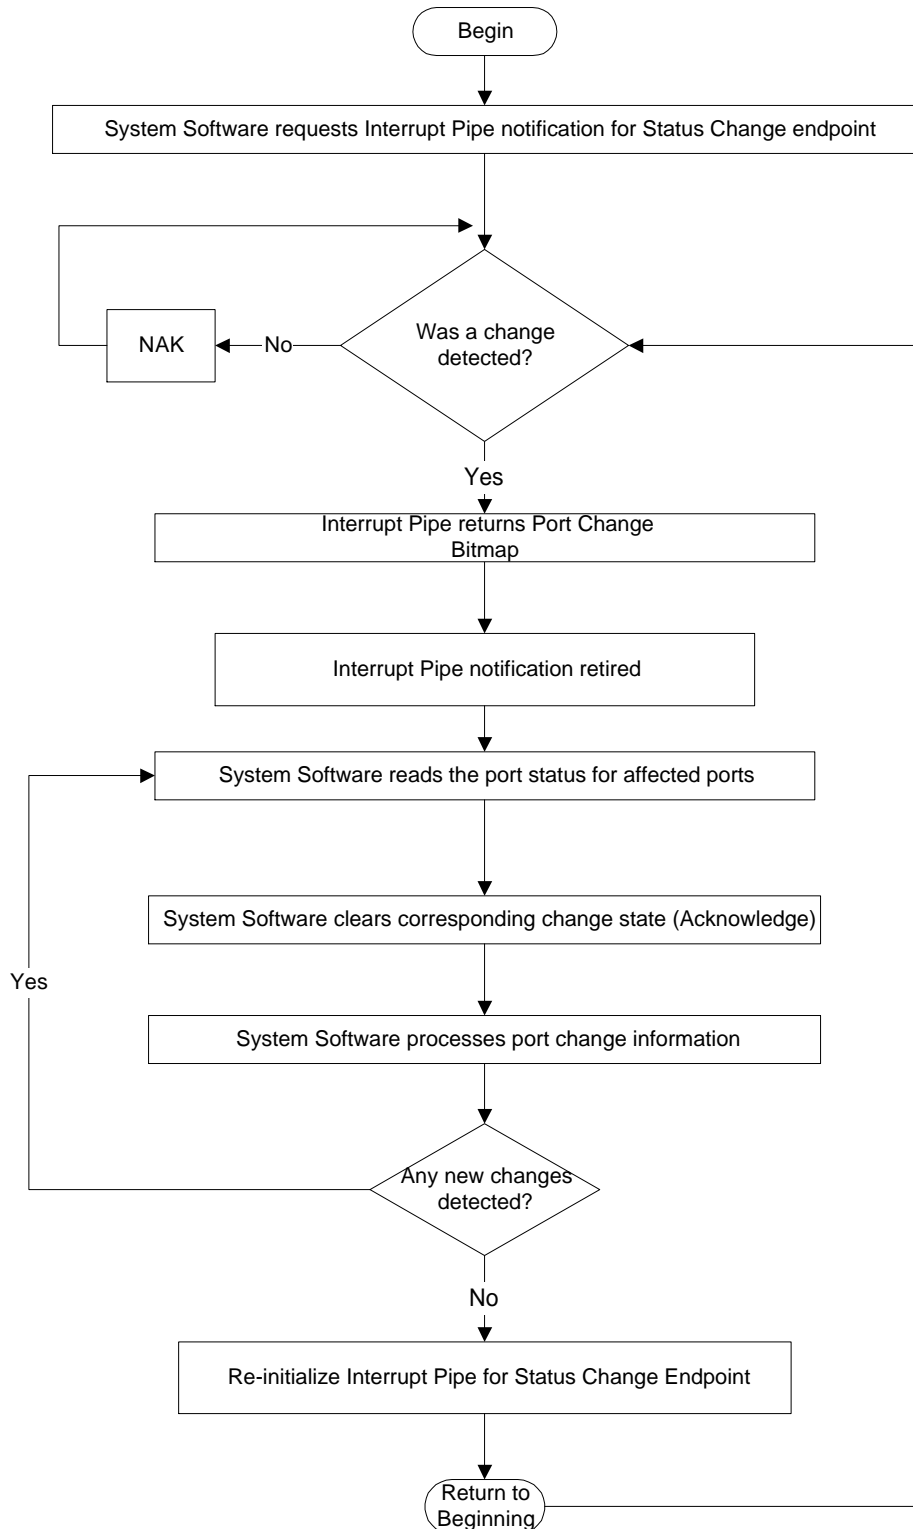 Begin
System Software requests Interrupt Pipe notification for Status Change endpoint
Was a change
detected?
No
NAK
Yes
Interrupt Pipe returns Port Change
Bitmap
Interrupt Pipe notification retired
System Software reads the port status for affected ports
System Software clears corresponding change state (Acknowledge)
Yes
System Software processes port change information
Any new changes
detected?
No
Re-initialize Interrupt Pipe for Status Change Endpoint
Return to
Beginning